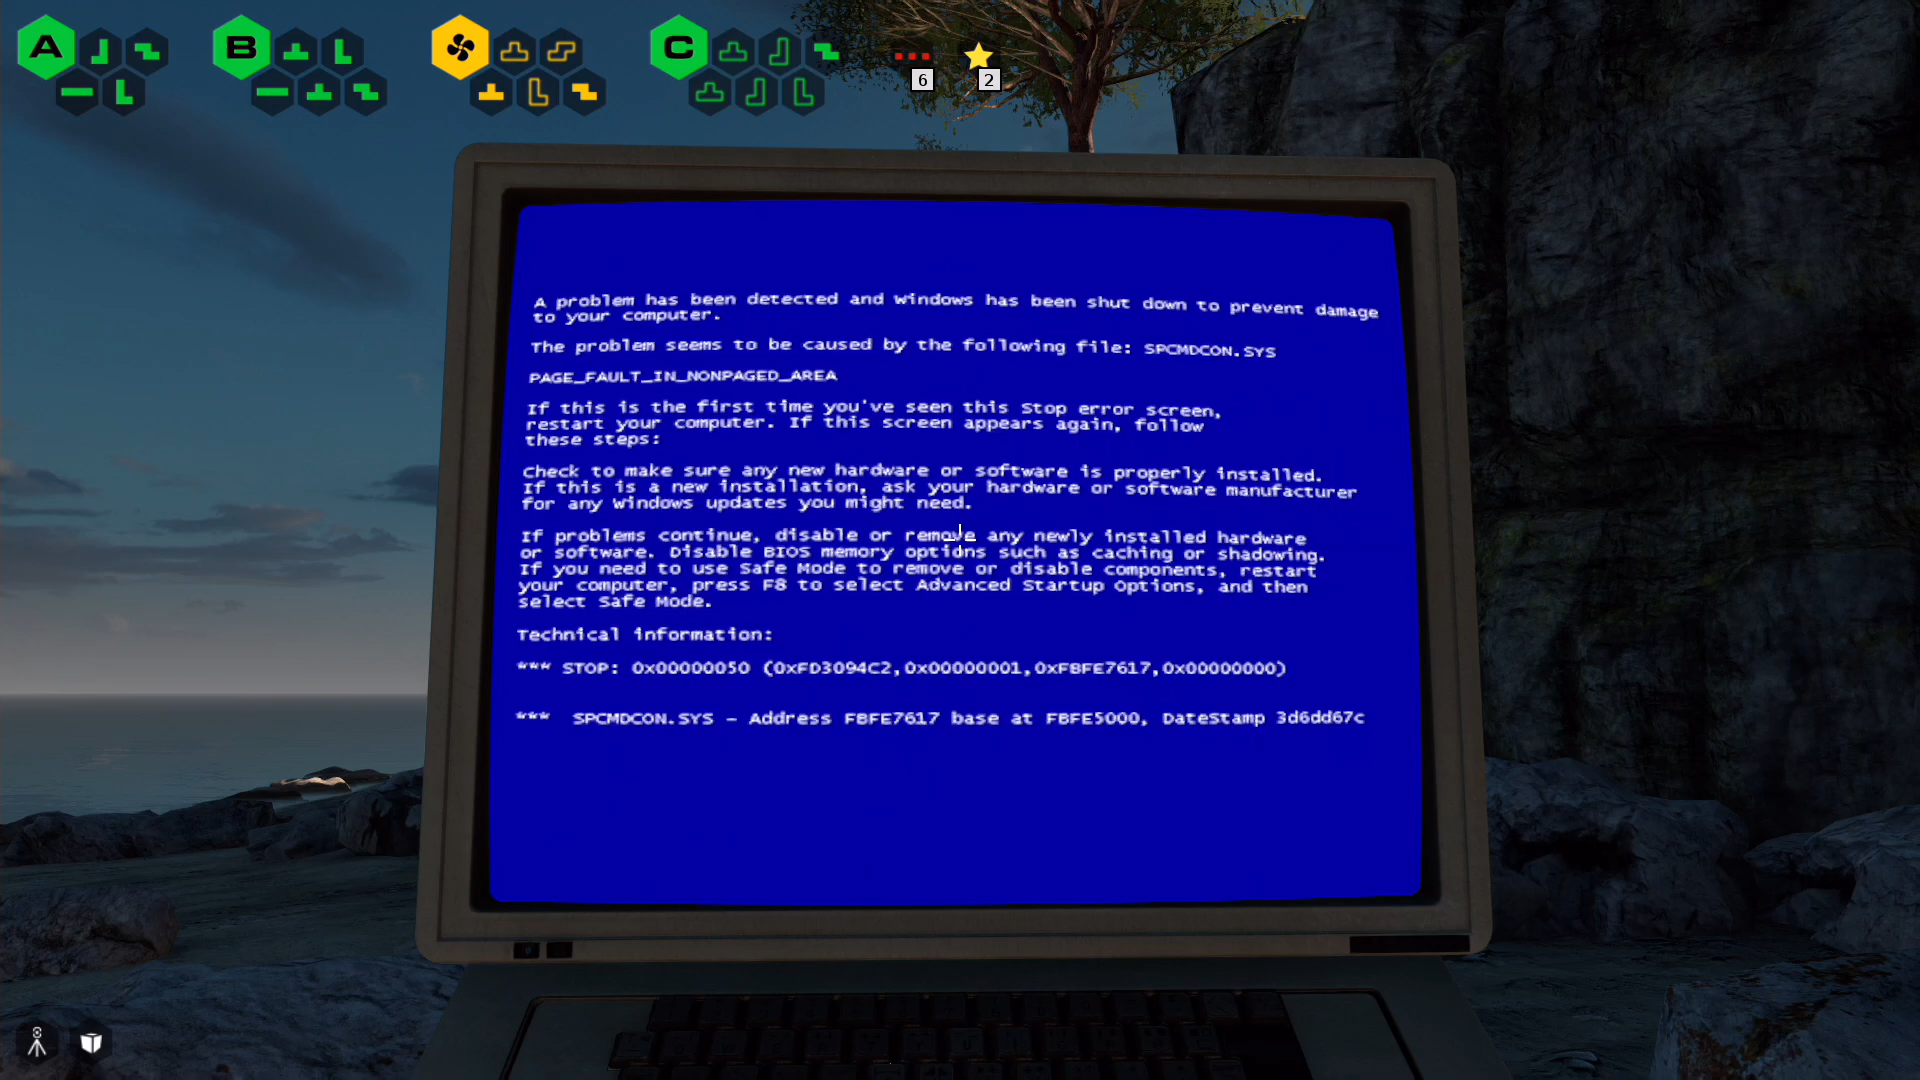 A B C
6 2
A problem has been detected and windows has been shut down to prevent damage
to your computer.
The problem seems to be caused by the following file: SPCMDCON.SYS
PAGE_FAULT_IN_NONPAGED_AREA
If this is the first time you've seen this Stop error screen,
restart your computer. If this screen appears again, follow
these steps:
Check to make sure any new hardware or software is properly installed.
If this is a new installation, ask your hardware or software manufacturer
for any windows updates you might need.
If problems continue, disable or remove any newly installed hardware
or software. Disable BIOS memory options such as caching or shadowing.
If you need to use Safe Mode to remove or disable components, restart
your computer, press F8 to select Advanced Startup Options, and then
select Safe Mode.
Technical information:
*** STOP: 0x00000050 (0xFD3094C2,0x00000001,0xFBFE7617,0x00000000)
*** SPCMDCON.SYS - Address FBFE7617 base at FBFE5000, DateStamp 3d6dd67c